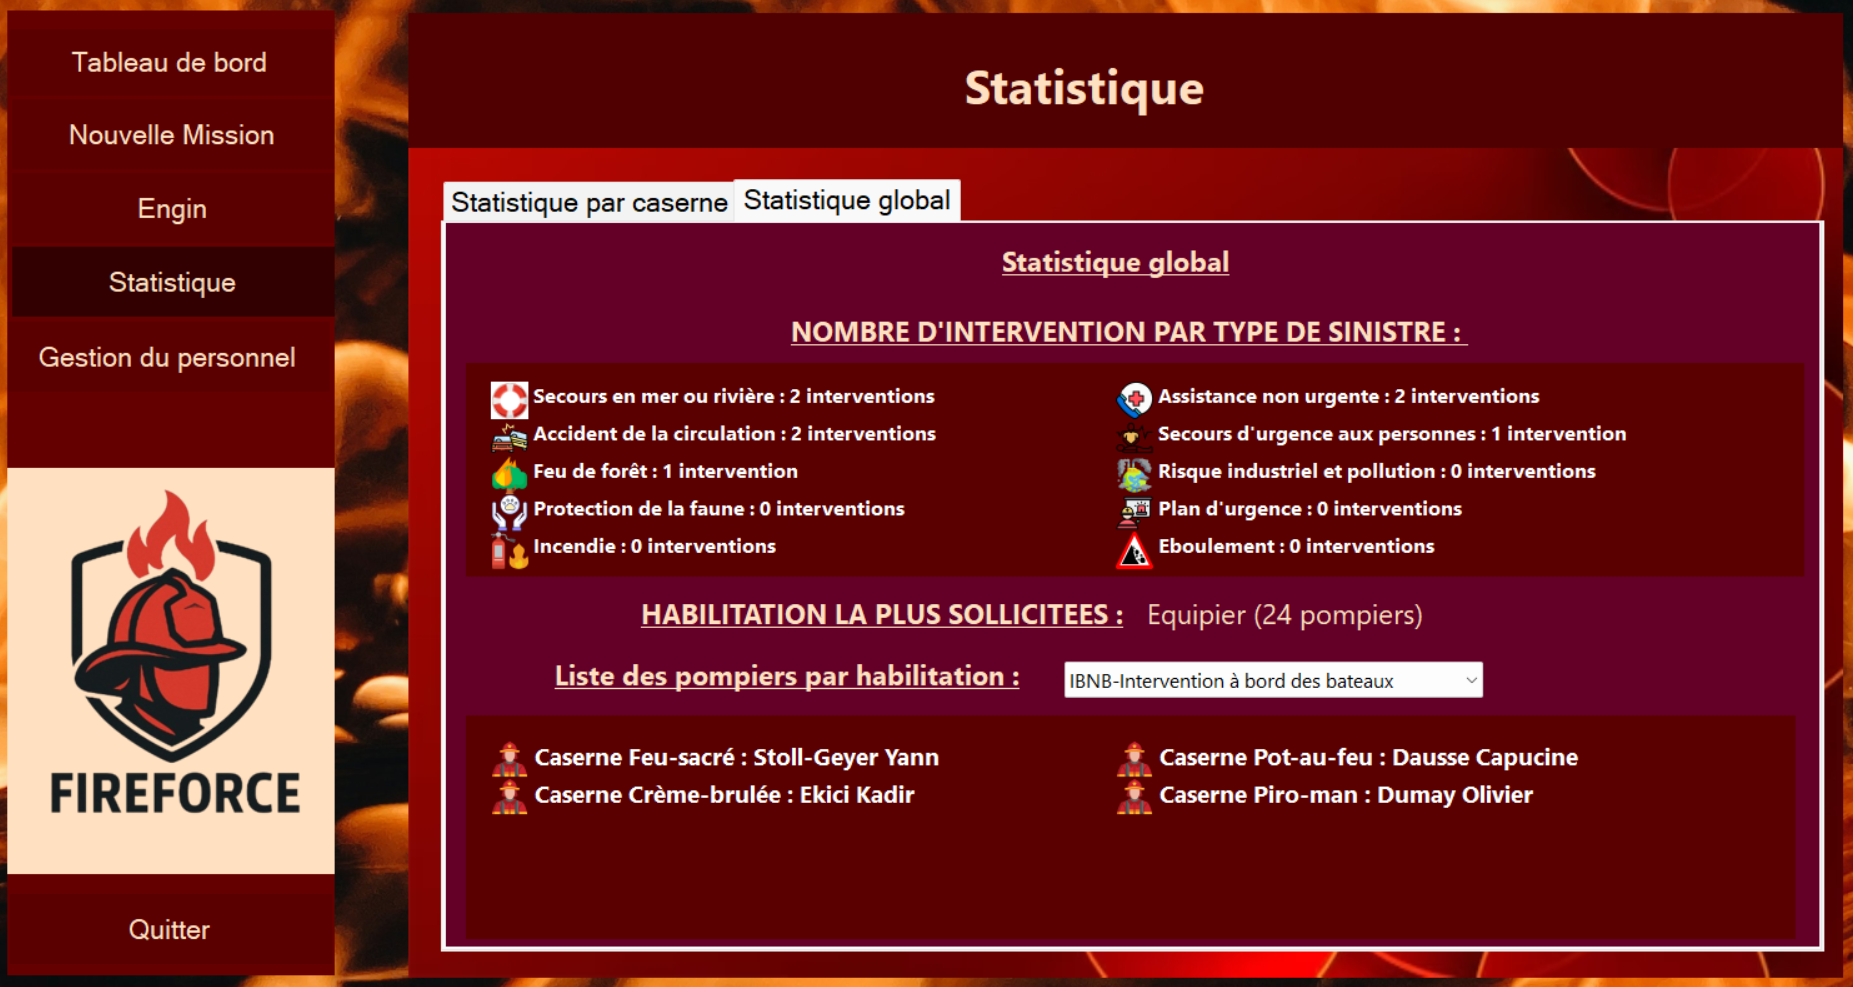 Tableau de bord
Nouvelle Mission
Engin
Statistique
Gestion du personnel
FIREFORCE
Quitter
Statistique
Statistique par caserne
Statistique global
Statistique global
NOMBRE D'INTERVENTION PAR TYPE DE SINISTRE :
Secours en mer ou rivière : 2 interventions
Accident de la circulation : 2 interventions
Feu de forêt : 1 intervention
Protection de la faune : 0 interventions
Incendie : 0 interventions
Assistance non urgente : 2 interventions
Secours d'urgence aux personnes : 1 intervention
Risque industriel et pollution : 0 interventions
Plan d'urgence : 0 interventions
Eboulement : 0 interventions
HABILITATION LA PLUS SOLLICITEES : Equipier (24 pompiers)
Liste des pompiers par habilitation : IBNB-Intervention à bord des bateaux
Caserne Feu-sacré : Stoll-Geyer Yann
Caserne Crème-brulée : Ekici Kadir
Caserne Pot-au-feu : Dausse Capucine
Caserne Piro-man : Dumay Olivier